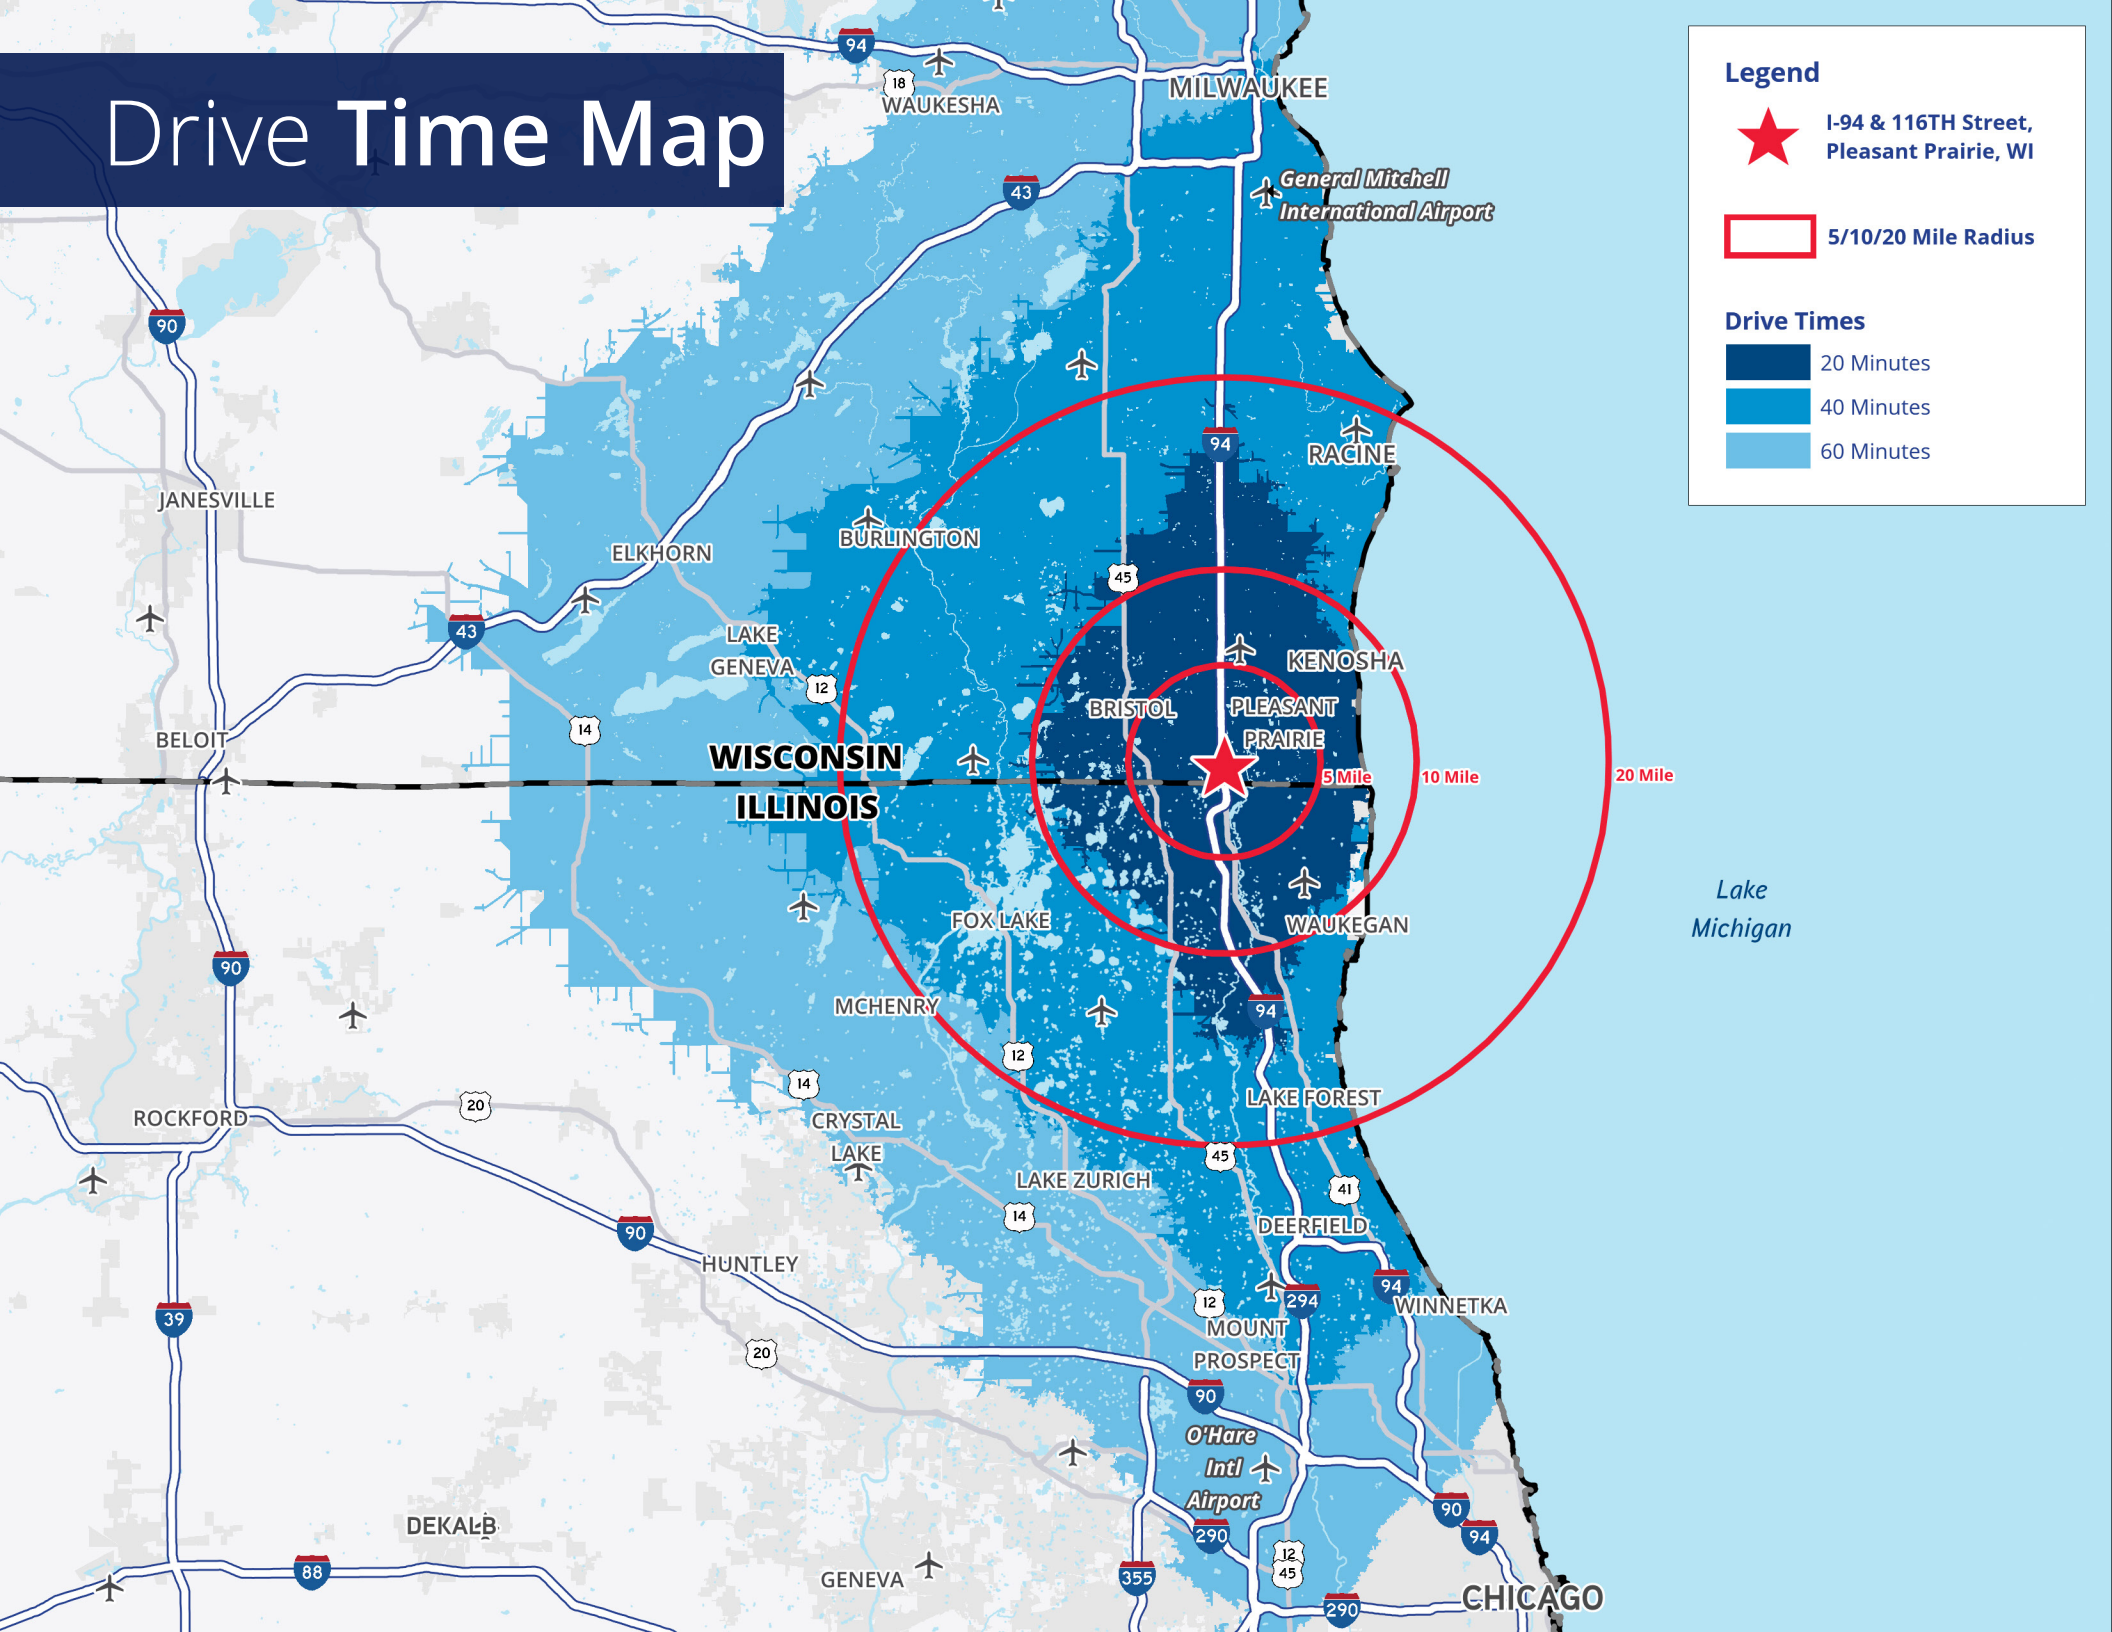 Drive Time Map
Legend
I-94 & 116TH Street,
Pleasant Prairie, WI
5/10/20 Mile Radius
Drive Times
20 Minutes
40 Minutes
60 Minutes
94
18
WAUKESHA
MILWAUKEE
43
General Mitchell
International Airport
90
94
RACINE
JANESVILLE
BURLINGTON
ELKHORN
45
43
LAKE
GENEVA
12
KENOSHA
BRISTOL
PLEASANT
PRAIRIE
14
BELOIT
WISCONSIN
ILLINOIS
5 Mile
10 Mile
20 Mile
Lake
Michigan
FOX LAKE
WAUKEGAN
90
MCHENRY
94
12
14
20
ROCKFORD
CRYSTAL
LAKE
LAKE FOREST
45
LAKE ZURICH
41
14
DEERFIELD
90
HUNTLEY
94
294
12
WINNETKA
39
MOUNT
PROSPECT
20
90
O'Hare
Intl
Airport
90
94
290
DEKALB
12
45
88
GENEVA
355
290
CHICAGO